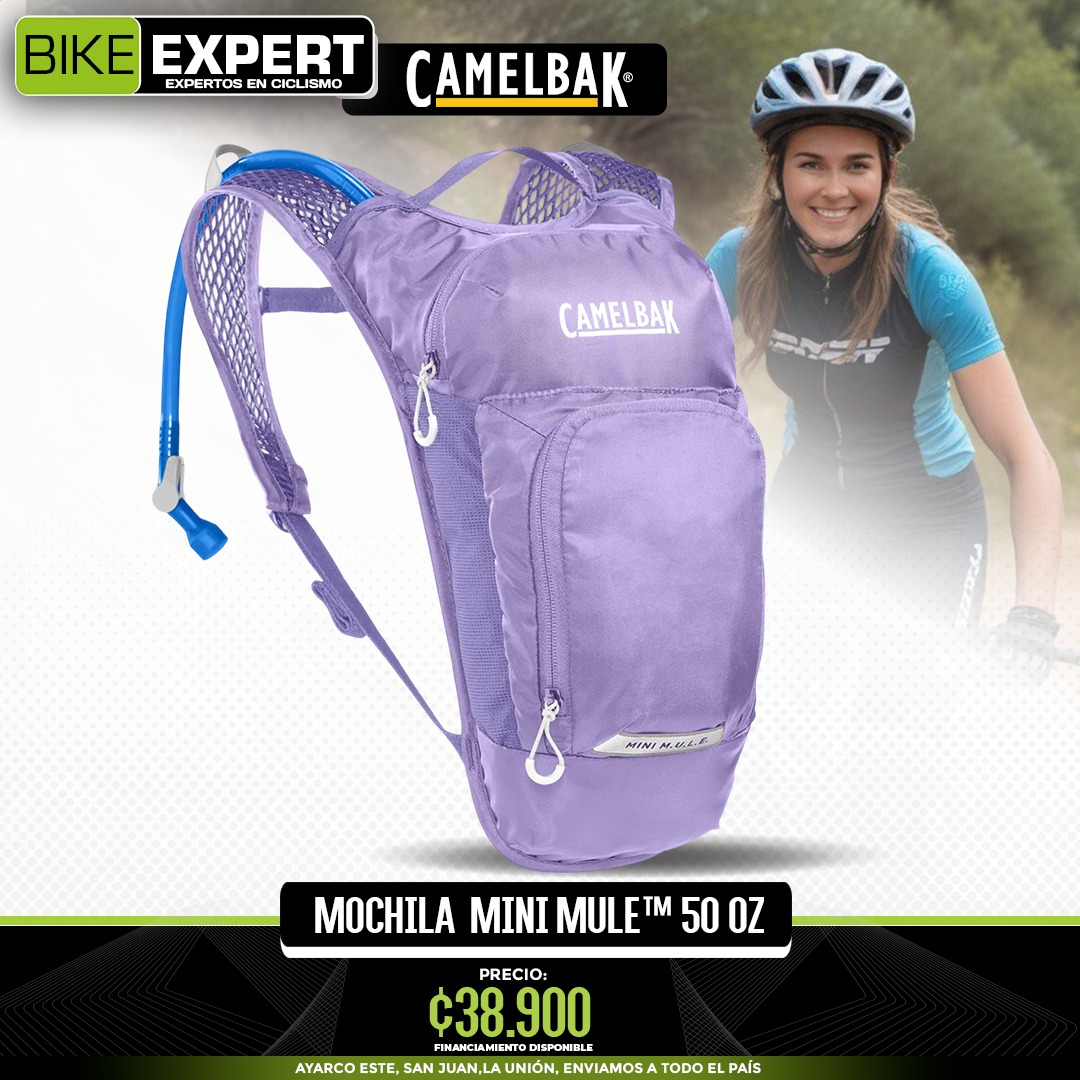 BIKE EXPERT
EXPERTOS EN CICLISMO
CAMELBAK®
CAMELBAK
MINI M.U.L.E.
MOCHILA MINI MULE™ 50 OZ
PRECIO:
₡38.900
FINANCIAMIENTO DISPONIBLE
AYARCO ESTE, SAN JUAN,LA UNIÓN, ENVIAMOS A TODO EL PAÍS